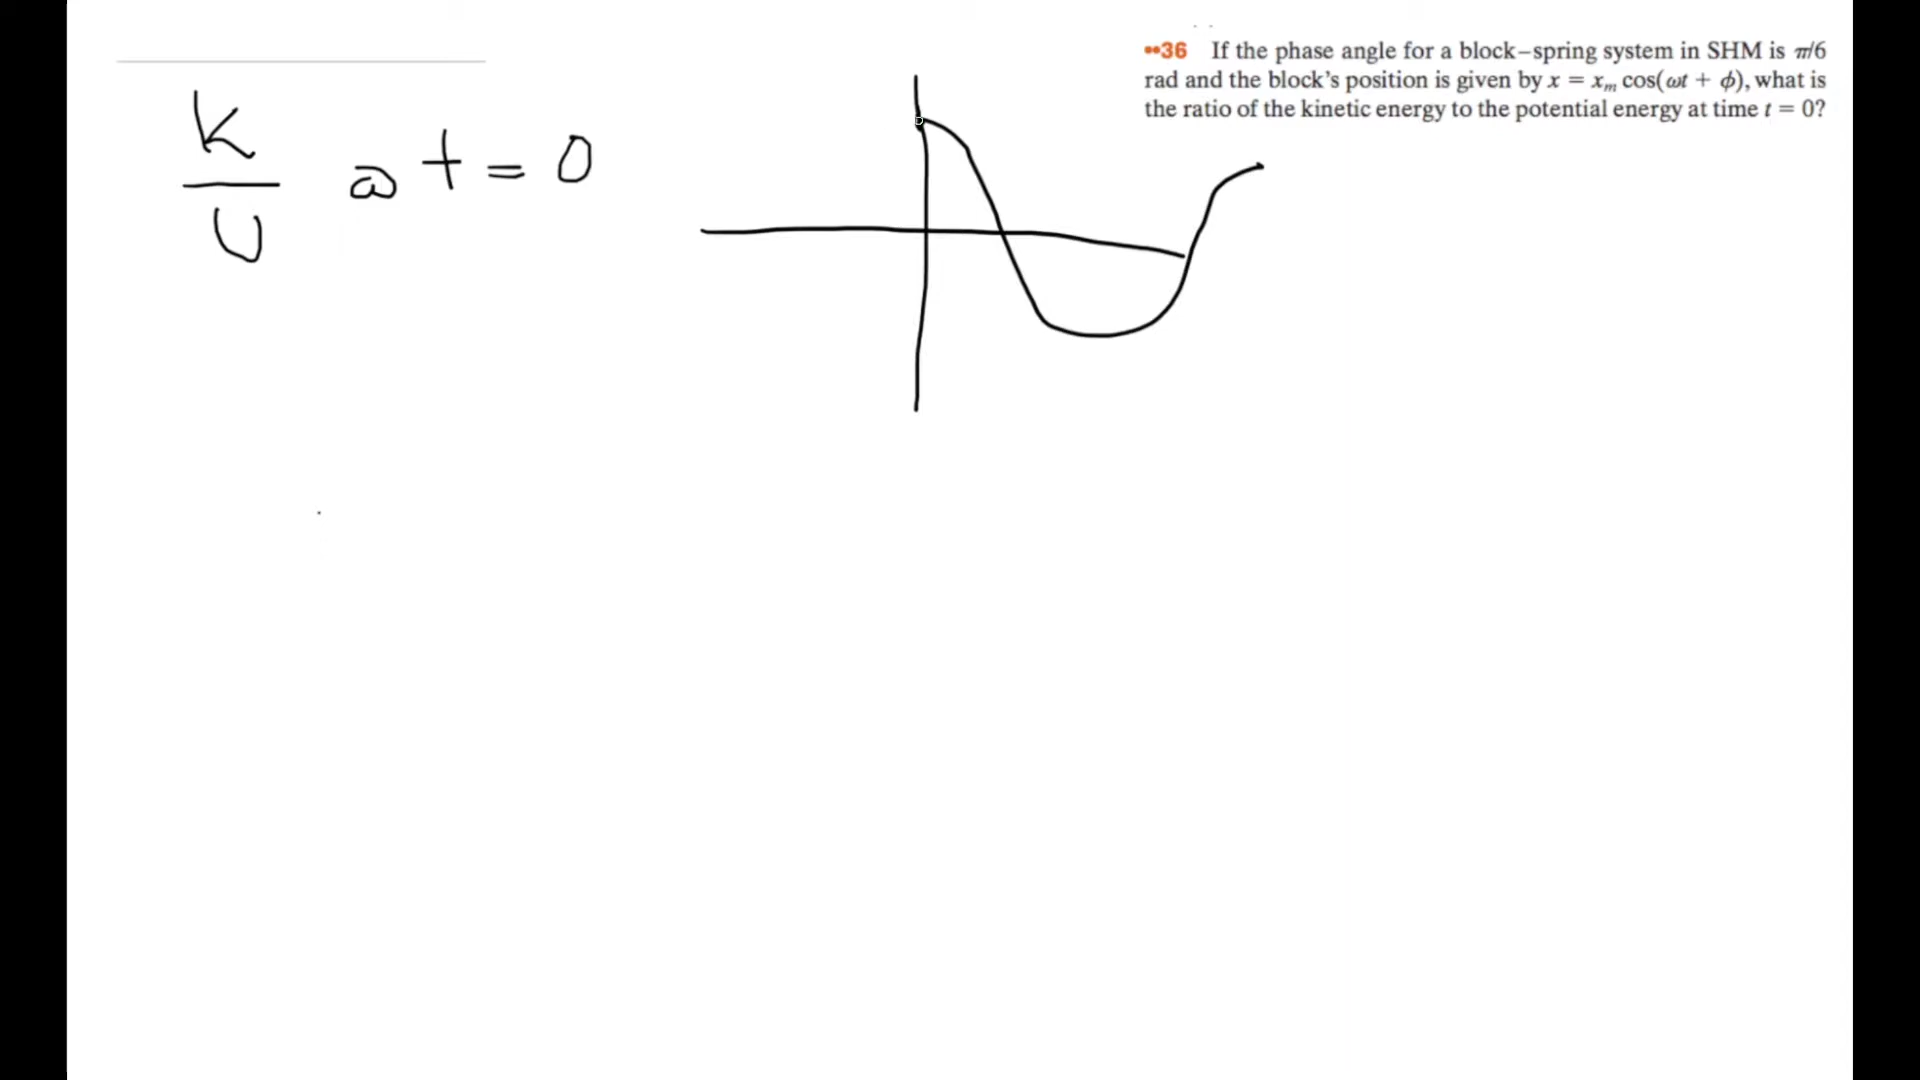 ••36 If the phase angle for a block–spring system in SHM is π/6
rad and the block's position is given by x = xₘ cos(ωt + ϕ), what is
the ratio of the kinetic energy to the potential energy at time t = 0?
K
U
@ t = 0